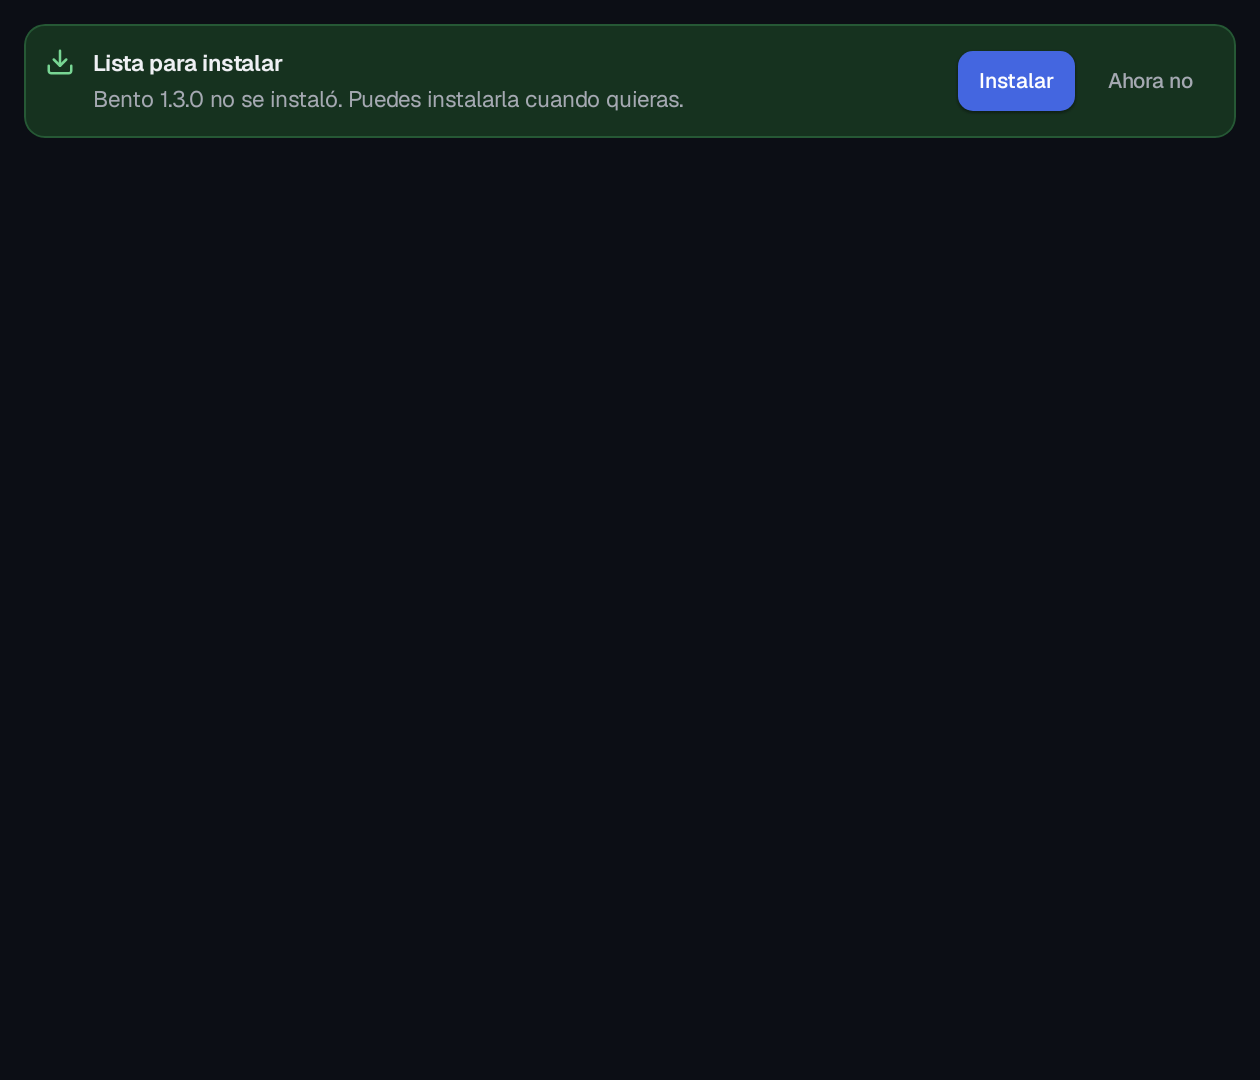 Lista para instalar
Bento 1.3.0 no se instaló. Puedes instalarla cuando quieras.
Instalar
Ahora no